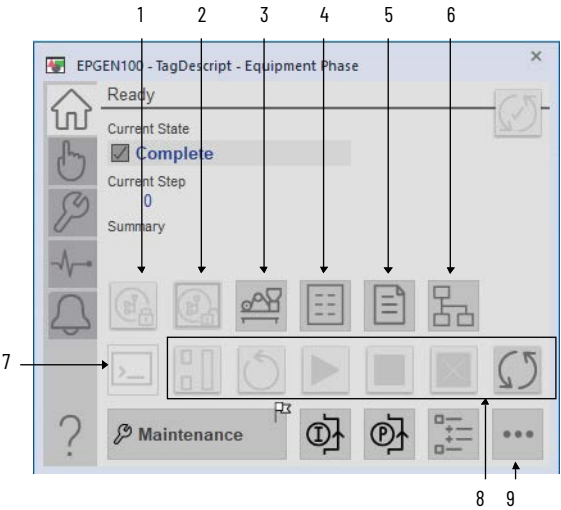 1 2 3 4 5 6
EPGEN100 - TagDescript - Equipment Phase
Ready
Current State
Complete
Current Step
0
Summary
7
Maintenance
I P
?
8 9